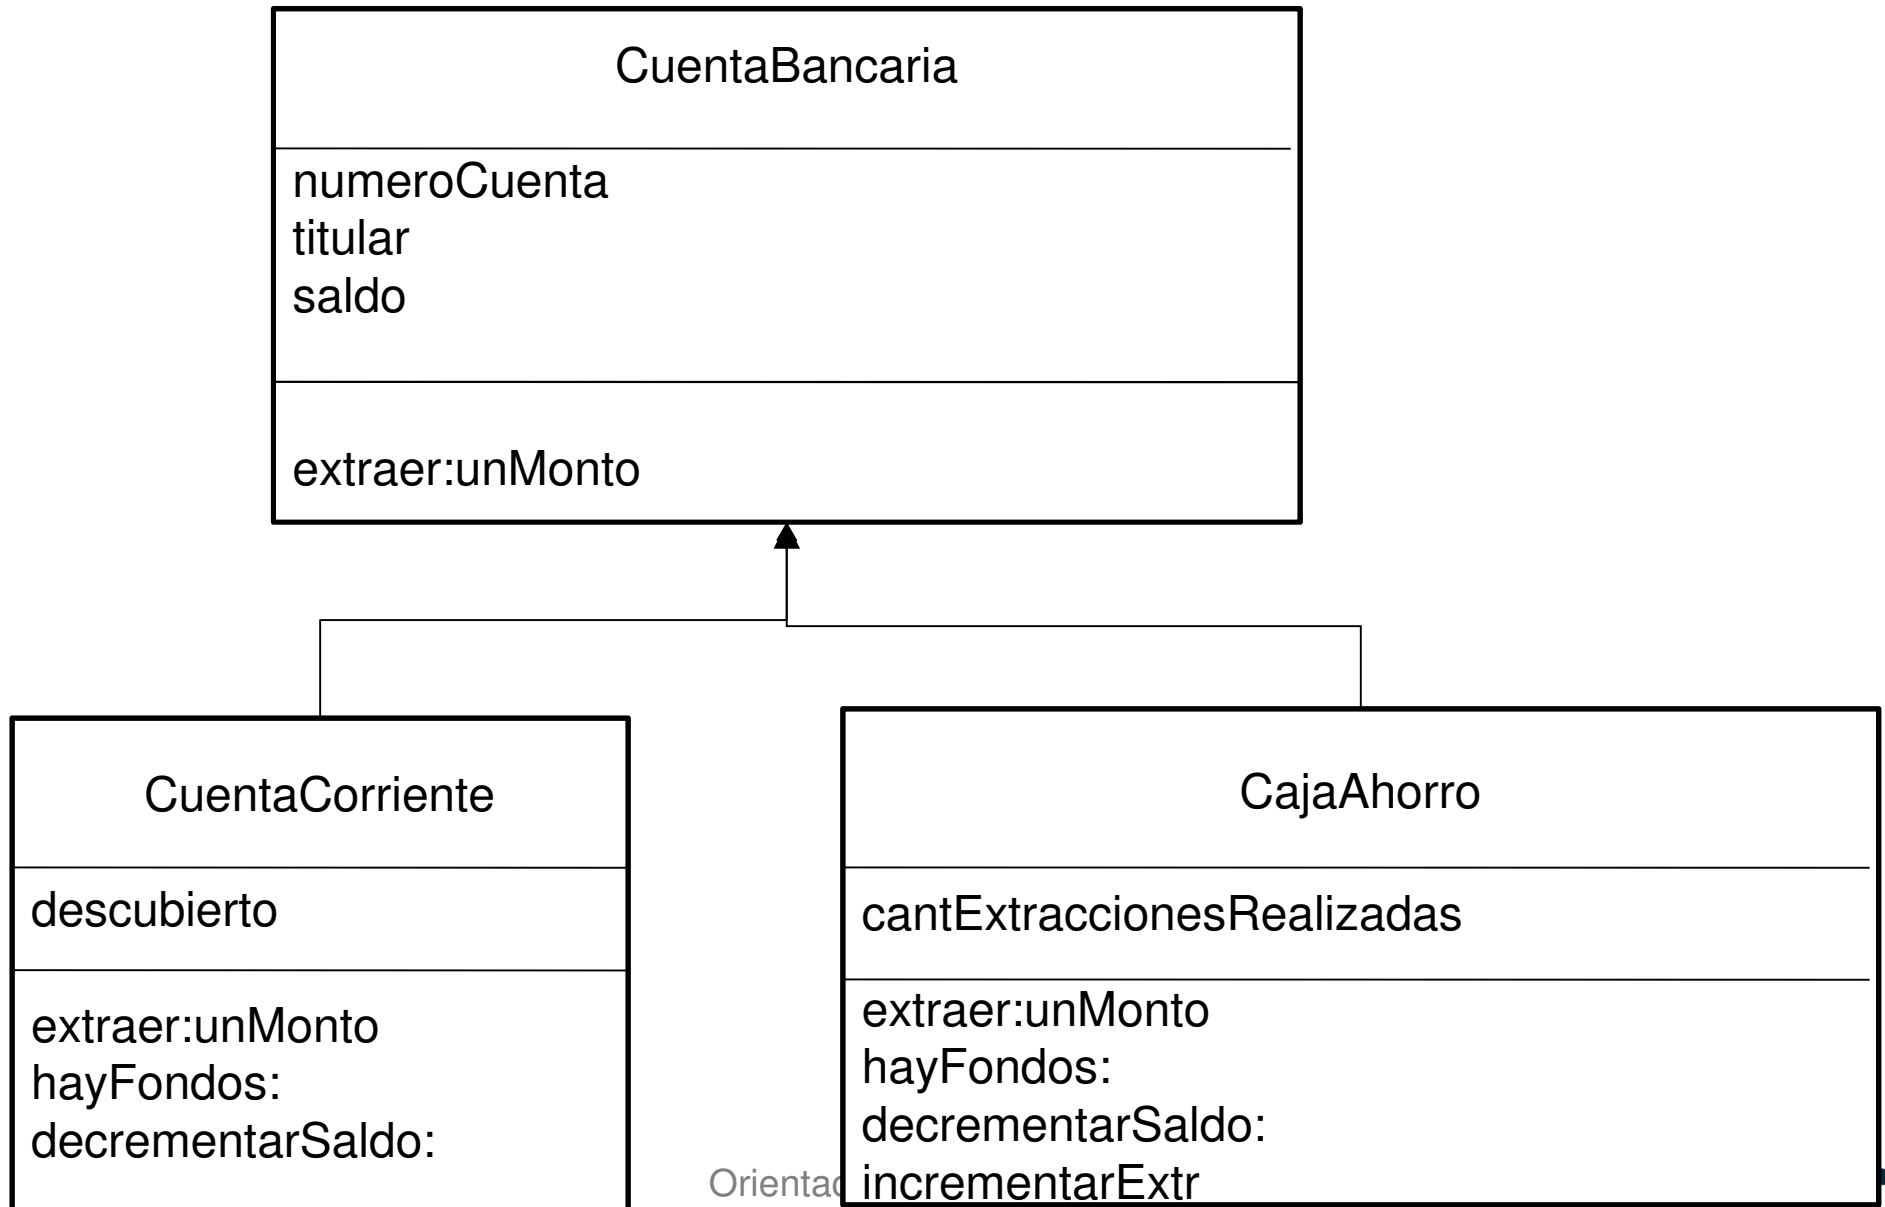 CuentaBancaria
numeroCuenta
titular
saldo
extraer:unMonto
CuentaCorriente
descubierto
extraer:unMonto
hayFondos:
decrementarSaldo:
CajaAhorro
cantExtraccionesRealizadas
extraer:unMonto
hayFondos:
decrementarSaldo:
incrementarExtr